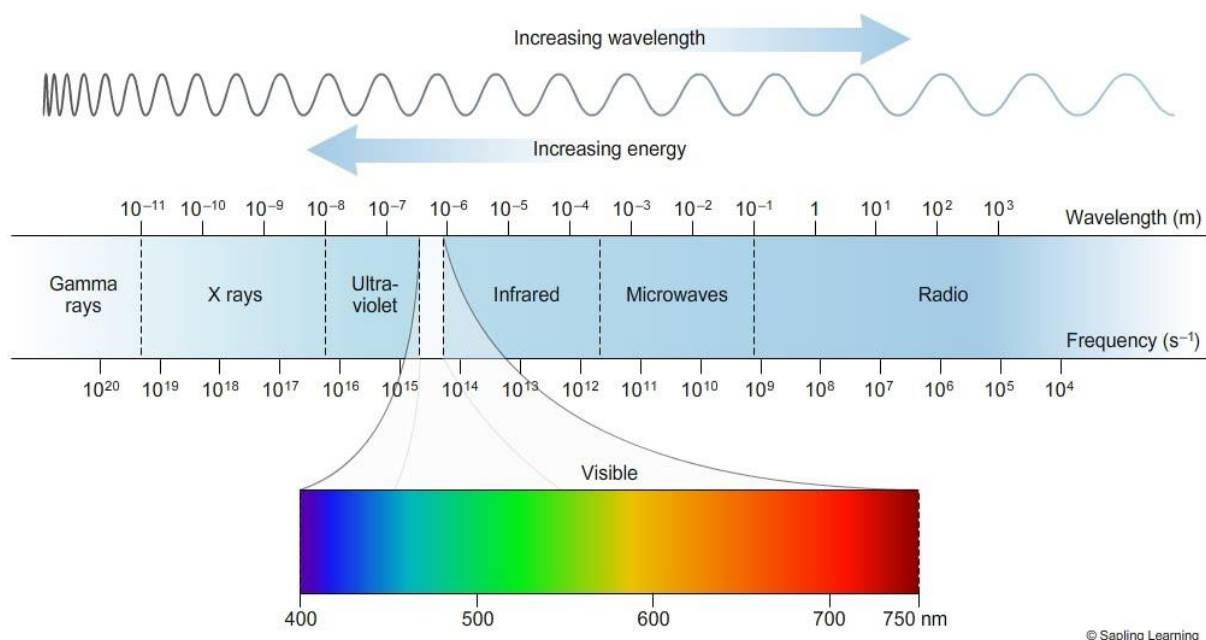 Increasing wavelength
Increasing energy
10⁻¹¹ 10⁻¹⁰ 10⁻⁹ 10⁻⁸ 10⁻⁷ 10⁻⁶ 10⁻⁵ 10⁻⁴ 10⁻³ 10⁻² 10⁻¹ 1 10¹ 10² 10³ Wavelength (m)
Gamma
rays
X rays
Ultra-
violet
Infrared
Microwaves
Radio
Frequency (s⁻¹)
10²⁰ 10¹⁹ 10¹⁸ 10¹⁷ 10¹⁶ 10¹⁵ 10¹⁴ 10¹³ 10¹² 10¹¹ 10¹⁰ 10⁹ 10⁸ 10⁷ 10⁶ 10⁵ 10⁴
Visible
400 500 600 700 750 nm
© Sapling Learning